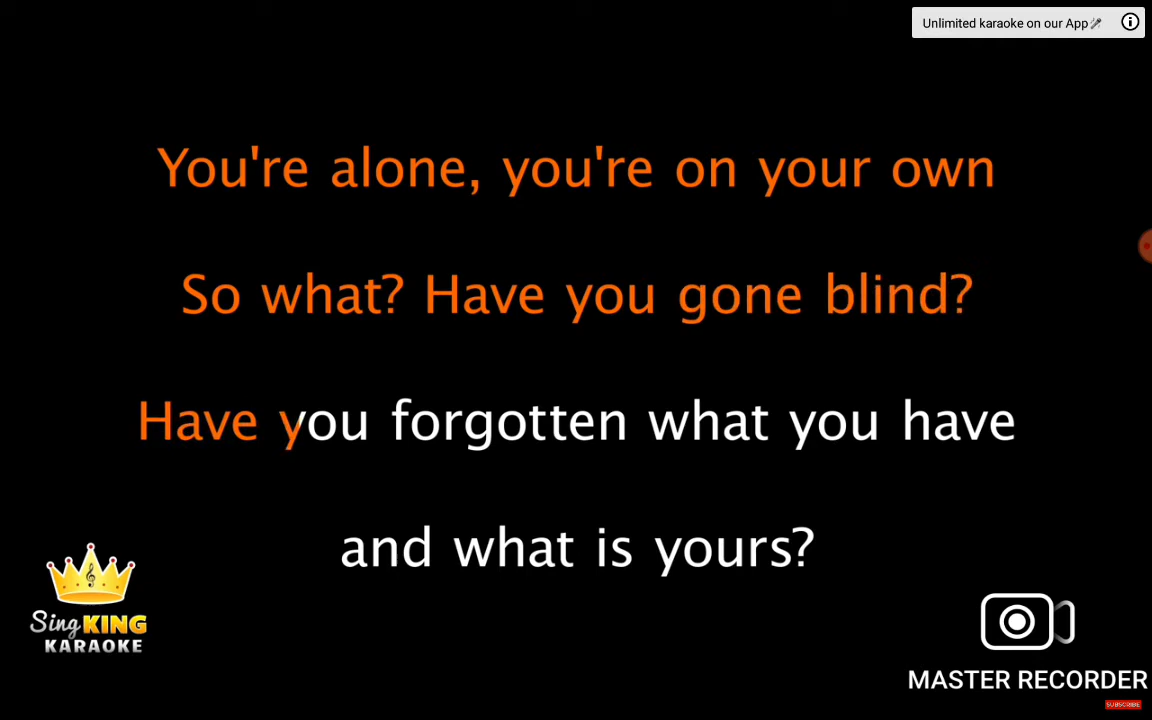 Unlimited karaoke on our App🎤
You're alone, you're on your own
So what? Have you gone blind?
Have you forgotten what you have
and what is yours?
Sing KING
KARAOKE
MASTER RECORDER
SUBSCRIBE